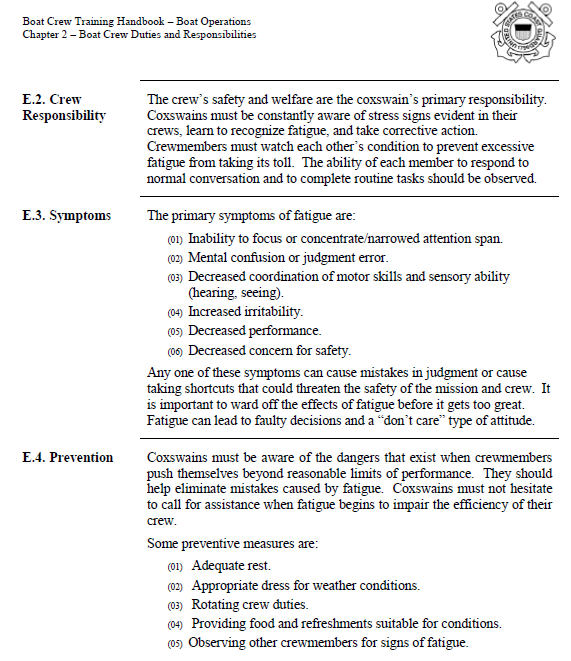 Boat Crew Training Handbook – Boat Operations
Chapter 2 – Boat Crew Duties and Responsibilities
E.2. Crew Responsibility
The crew's safety and welfare are the coxswain's primary responsibility.
Coxswains must be constantly aware of stress signs evident in their
crews, learn to recognize fatigue, and take corrective action.
Crewmembers must watch each other's condition to prevent excessive
fatigue from taking its toll. The ability of each member to respond to
normal conversation and to complete routine tasks should be observed.
E.3. Symptoms
The primary symptoms of fatigue are:
(01) Inability to focus or concentrate/narrowed attention span.
(02) Mental confusion or judgment error.
(03) Decreased coordination of motor skills and sensory ability
(hearing, seeing).
(04) Increased irritability.
(05) Decreased performance.
(06) Decreased concern for safety.
Any one of these symptoms can cause mistakes in judgment or cause
taking shortcuts that could threaten the safety of the mission and crew. It
is important to ward off the effects of fatigue before it gets too great.
Fatigue can lead to faulty decisions and a "don't care" type of attitude.
E.4. Prevention
Coxswains must be aware of the dangers that exist when crewmembers
push themselves beyond reasonable limits of performance. They should
help eliminate mistakes caused by fatigue. Coxswains must not hesitate
to call for assistance when fatigue begins to impair the efficiency of their
crew.
Some preventive measures are:
(01) Adequate rest.
(02) Appropriate dress for weather conditions.
(03) Rotating crew duties.
(04) Providing food and refreshments suitable for conditions.
(05) Observing other crewmembers for signs of fatigue.